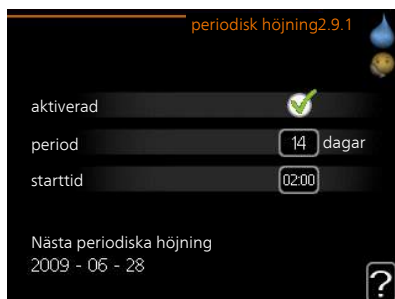 periodisk höjning2.9.1
aktiverad
period 14 dagar
starttid 02:00
Nästa periodiska höjning
2009 - 06 - 28
?